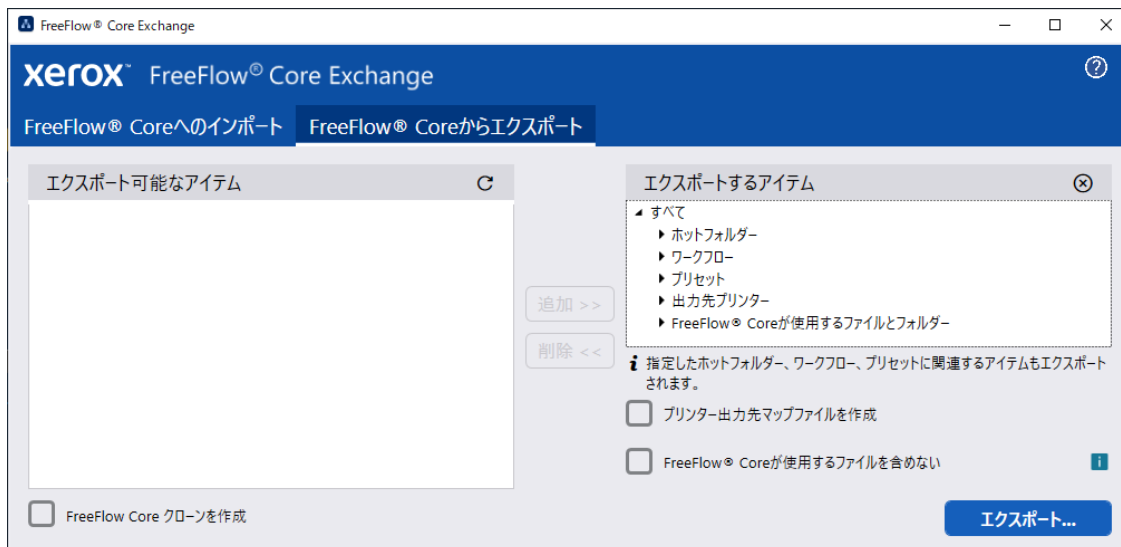 FreeFlow® Core Exchange
xerox™ FreeFlow® Core Exchange
FreeFlow® Coreへのインポート FreeFlow® Coreからエクスポート
エクスポート可能なアイテム
エクスポートするアイテム
すべて
ホットフォルダー
ワークフロー
プリセット
出力先プリンター
FreeFlow® Coreが使用するファイルとフォルダー
追加 >>
削除 <<
指定したホットフォルダー、ワークフロー、プリセットに関連するアイテムもエクスポート
されます。
プリンター出力先マップファイルを作成
FreeFlow® Coreが使用するファイルを含めない
FreeFlow Core クローンを作成
エクスポート...